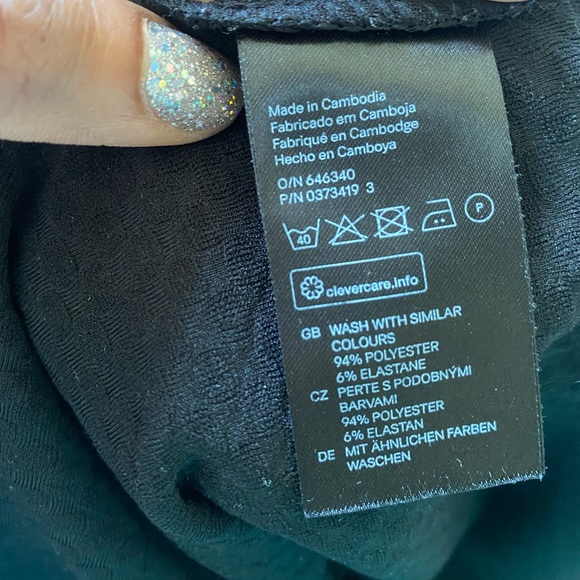 Made in Cambodia
Fabricado em Camboja
Fabriqué en Cambodge
Hecho en Camboya
O/N 646340
P/N 0373419 3
40 P
clevercare.info
GB WASH WITH SIMILAR
COLOURS
94% POLYESTER
6% ELASTANE
CZ PERTE S PODOBNÝMI
BARVAMI
94% POLYESTER
6% ELASTAN
DE MIT ÄHNLICHEN FARBEN
WASCHEN